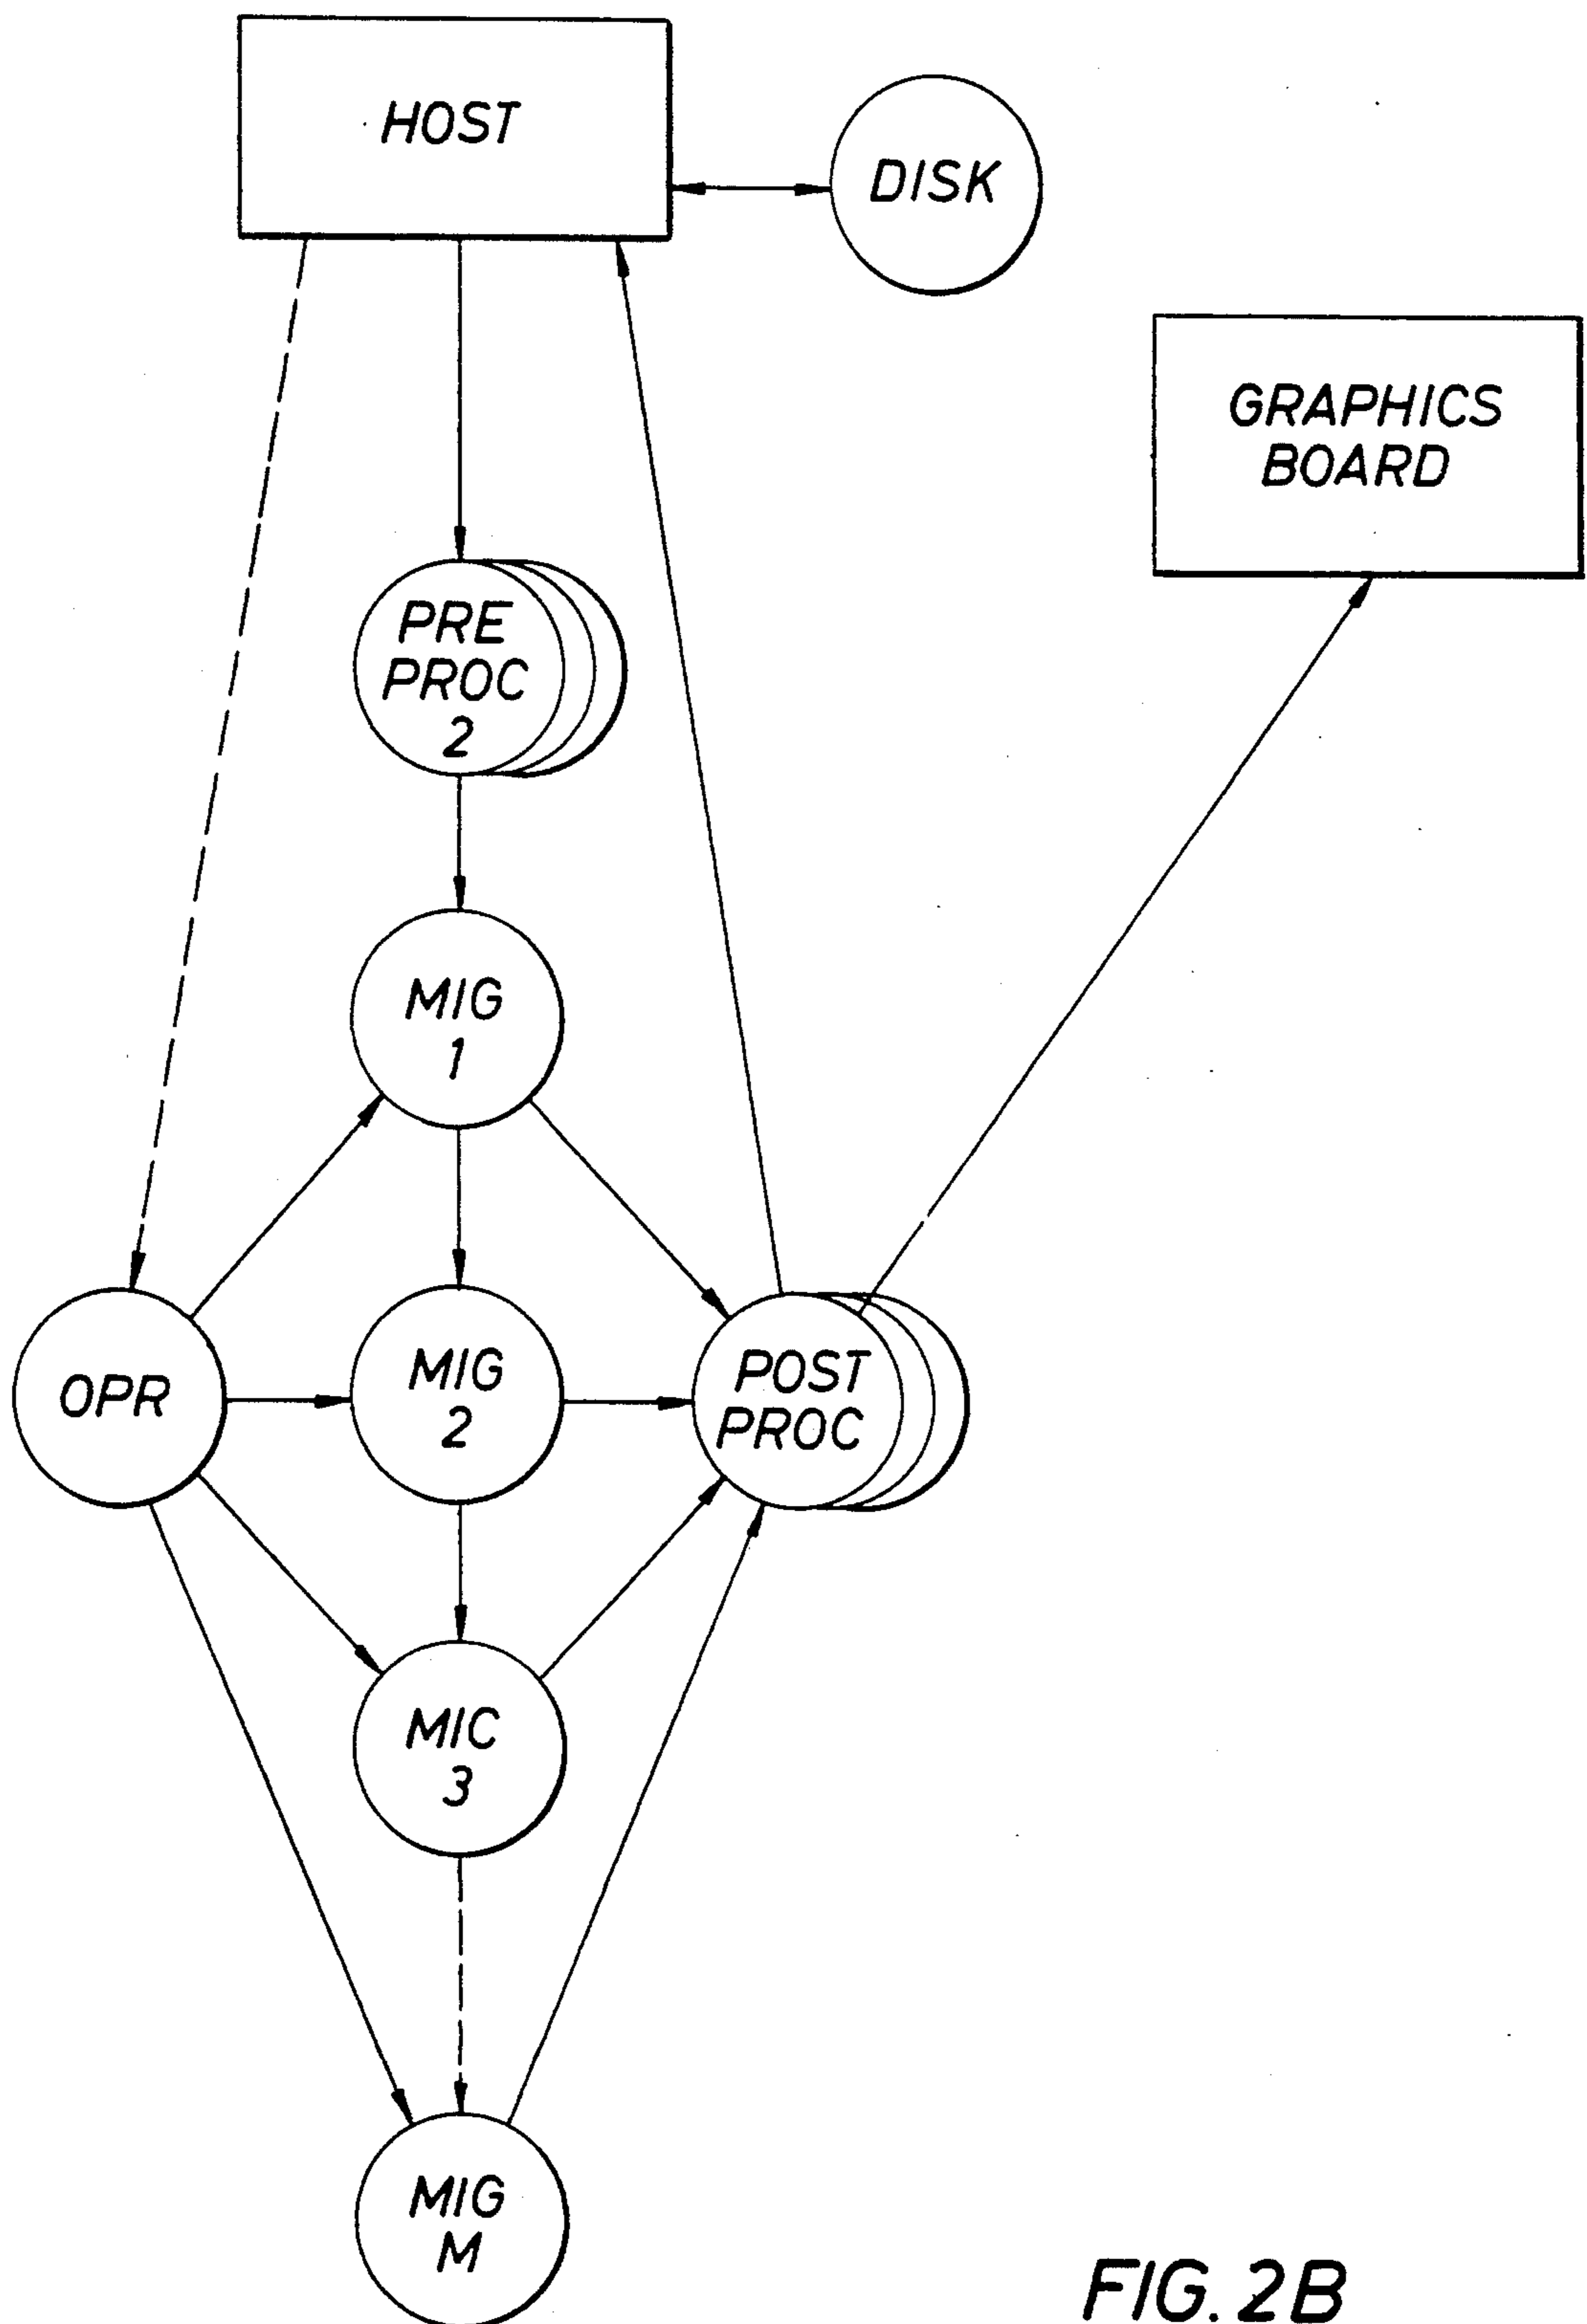 HOST
DISK
GRAPHICS
BOARD
PRE
PROC
2
MIG
1
OPR
MIG
2
POST
PROC
MIC
3
MIG
M
FIG. 2B